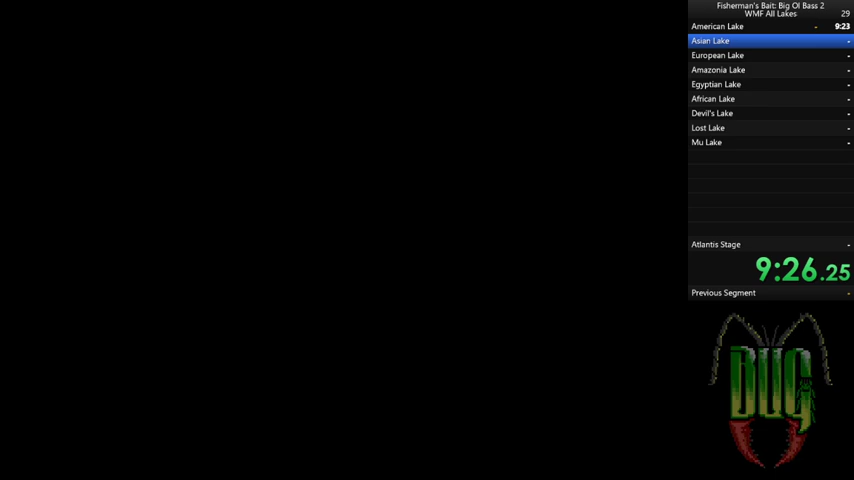 Fisherman's Bait: Big Ol Bass 2
WMF All Lakes 29
American Lake - 9:23
Asian Lake -
European Lake -
Amazonia Lake -
Egyptian Lake -
African Lake -
Devil's Lake -
Lost Lake -
Mu Lake -
Atlantis Stage -
9:26.25
Previous Segment -
BUG